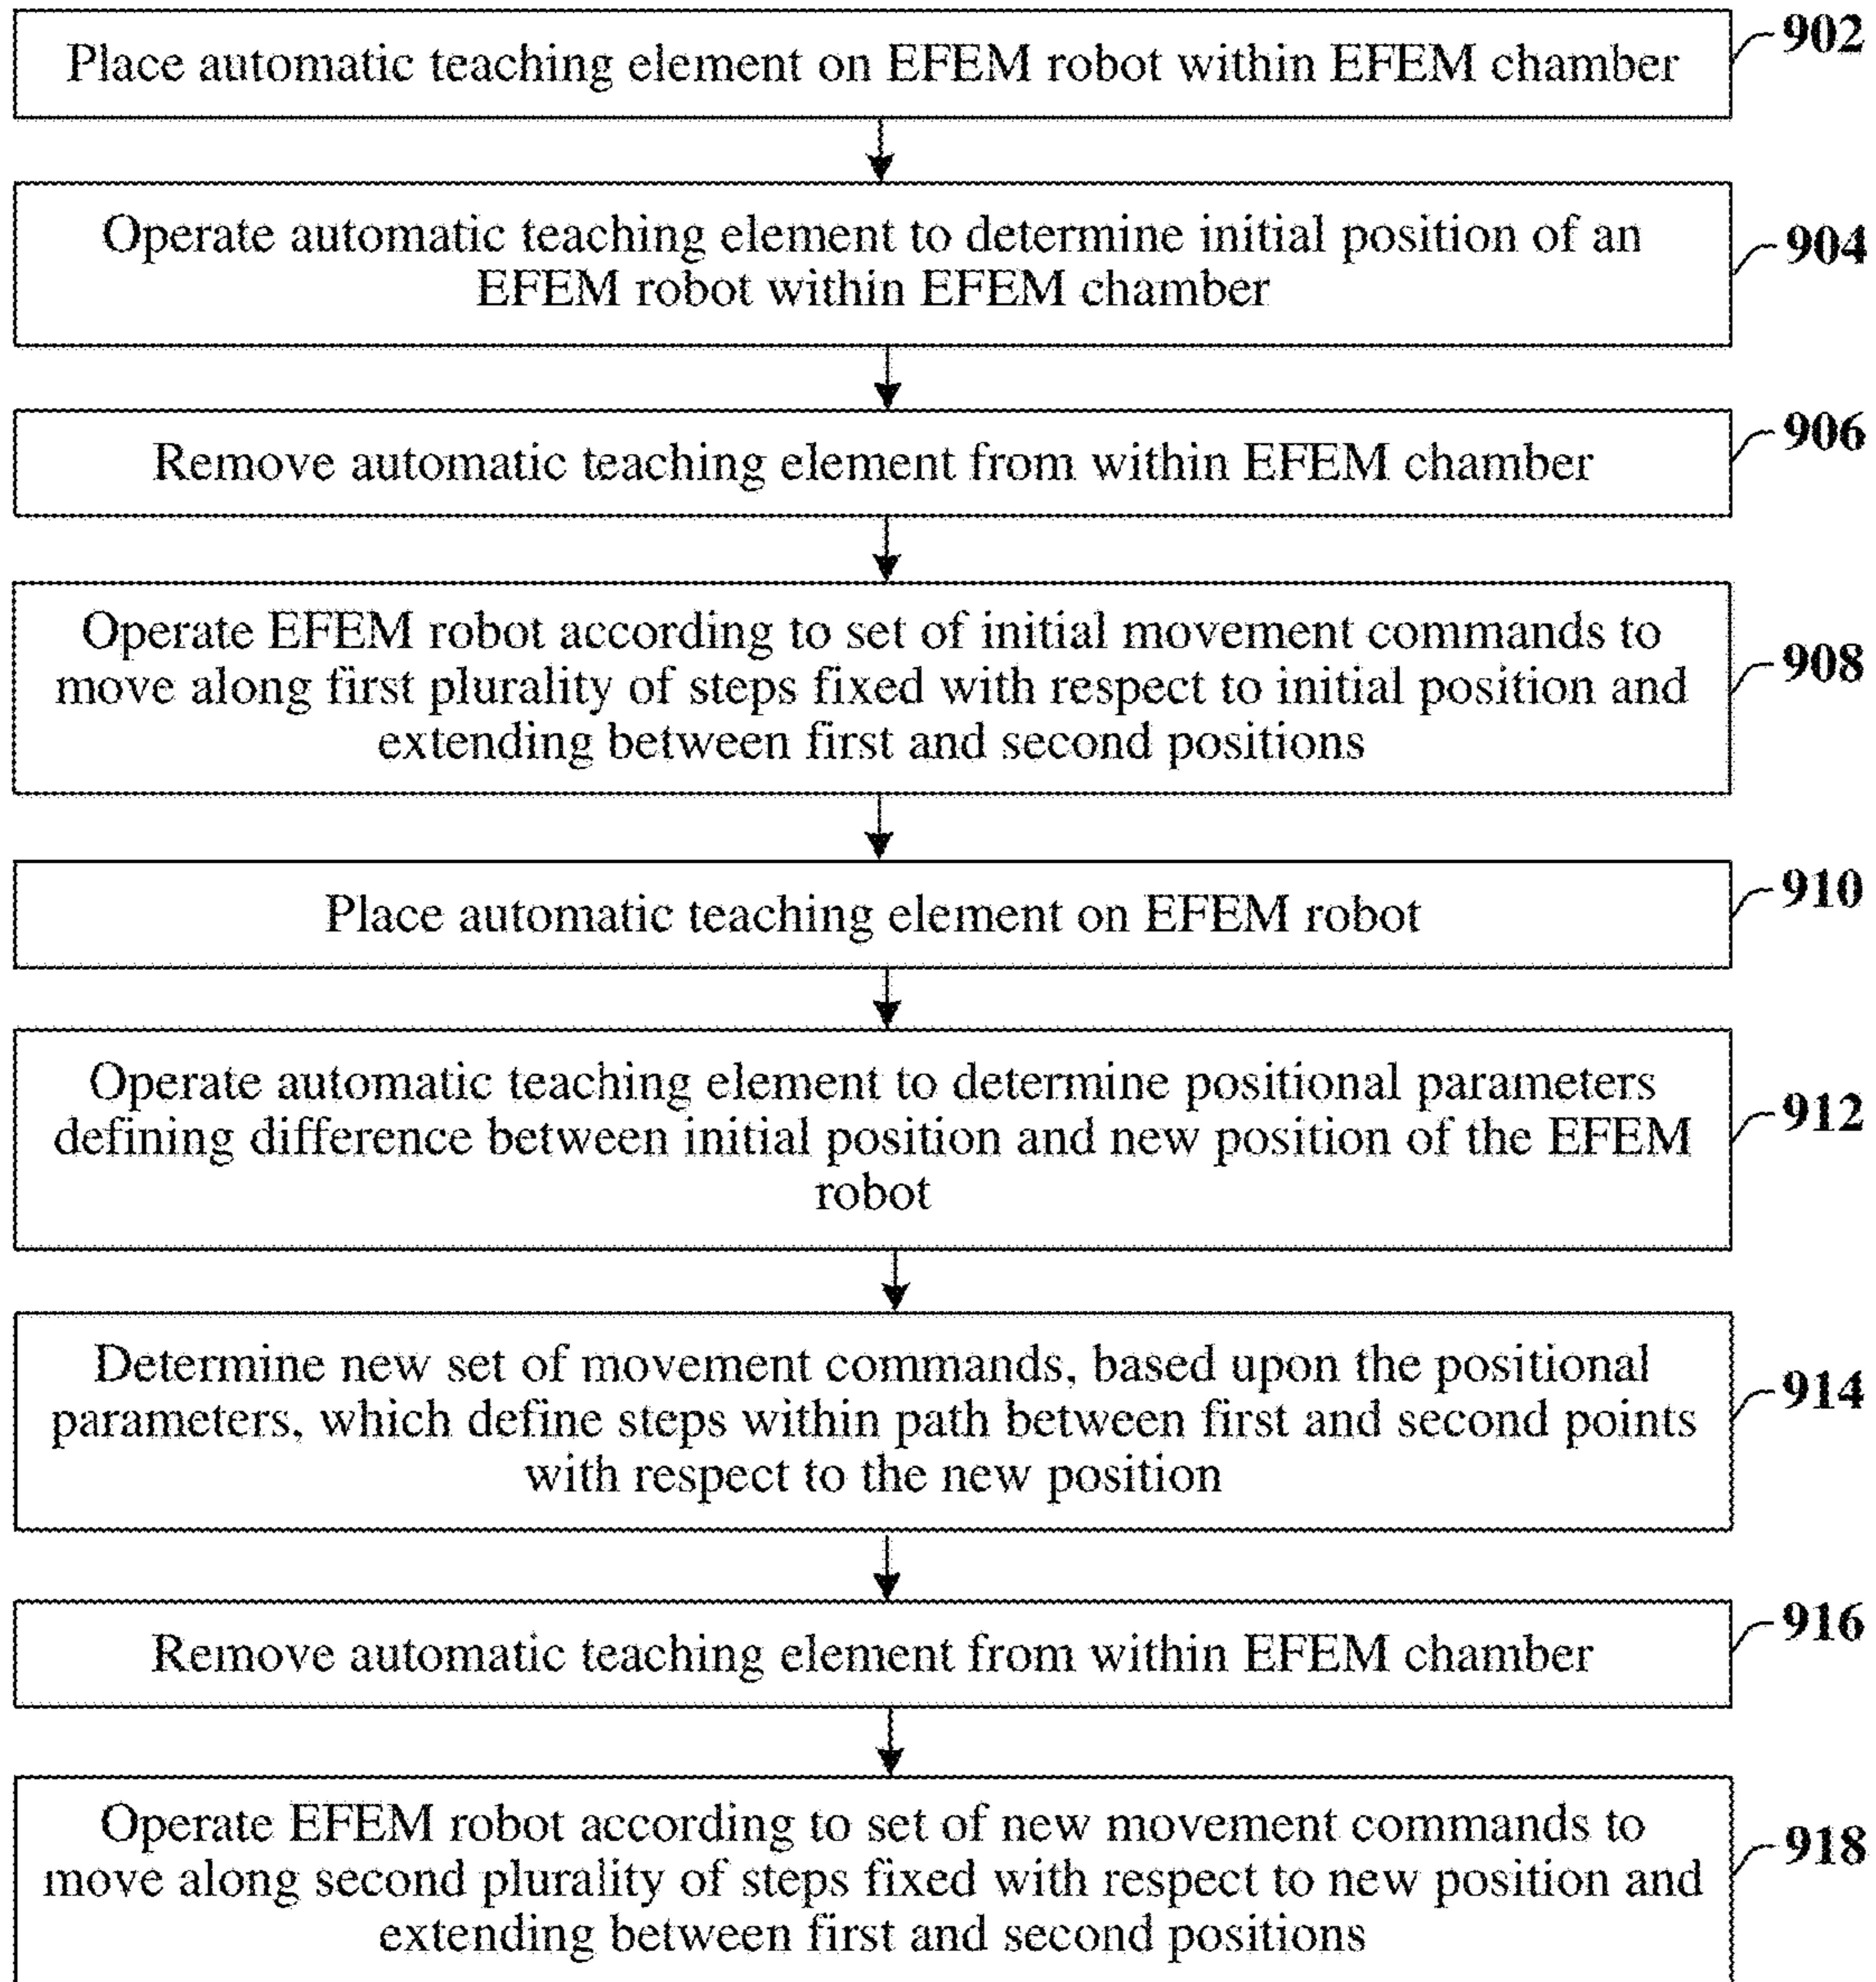 Place automatic teaching element on EFEM robot within EFEM chamber
902
Operate automatic teaching element to determine initial position of an
EFEM robot within EFEM chamber
904
Remove automatic teaching element from within EFEM chamber
906
Operate EFEM robot according to set of initial movement commands to
move along first plurality of steps fixed with respect to initial position and
extending between first and second positions
908
Place automatic teaching element on EFEM robot
910
Operate automatic teaching element to determine positional parameters
defining difference between initial position and new position of the EFEM
robot
912
Determine new set of movement commands, based upon the positional
parameters, which define steps within path between first and second points
with respect to the new position
914
Remove automatic teaching element from within EFEM chamber
916
Operate EFEM robot according to set of new movement commands to
move along second plurality of steps fixed with respect to new position and
extending between first and second positions
918